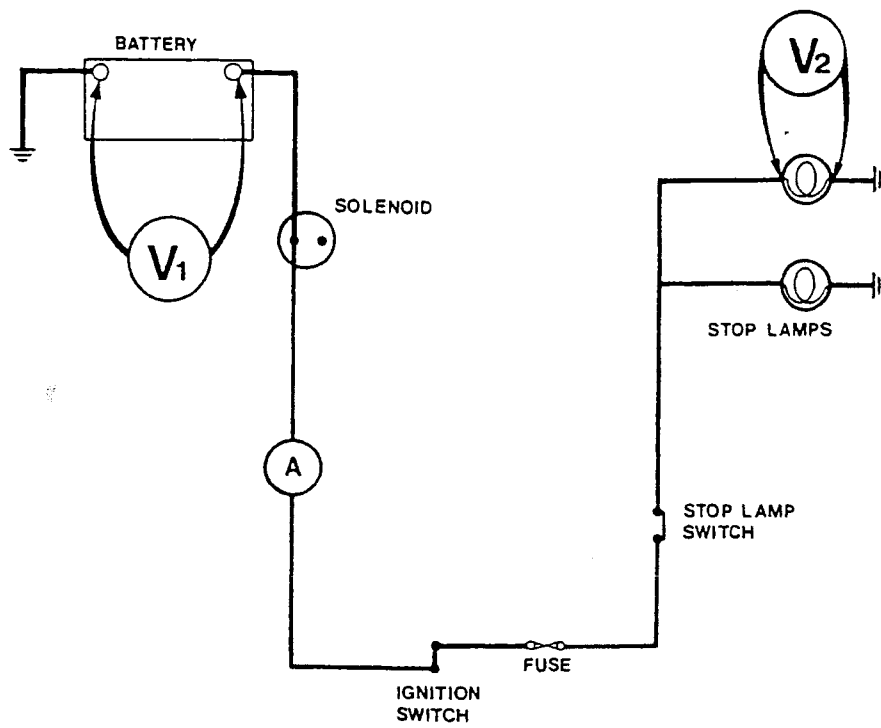 BATTERY
V1
V2
SOLENOID
STOP LAMPS
A
STOP LAMP
SWITCH
FUSE
IGNITION
SWITCH